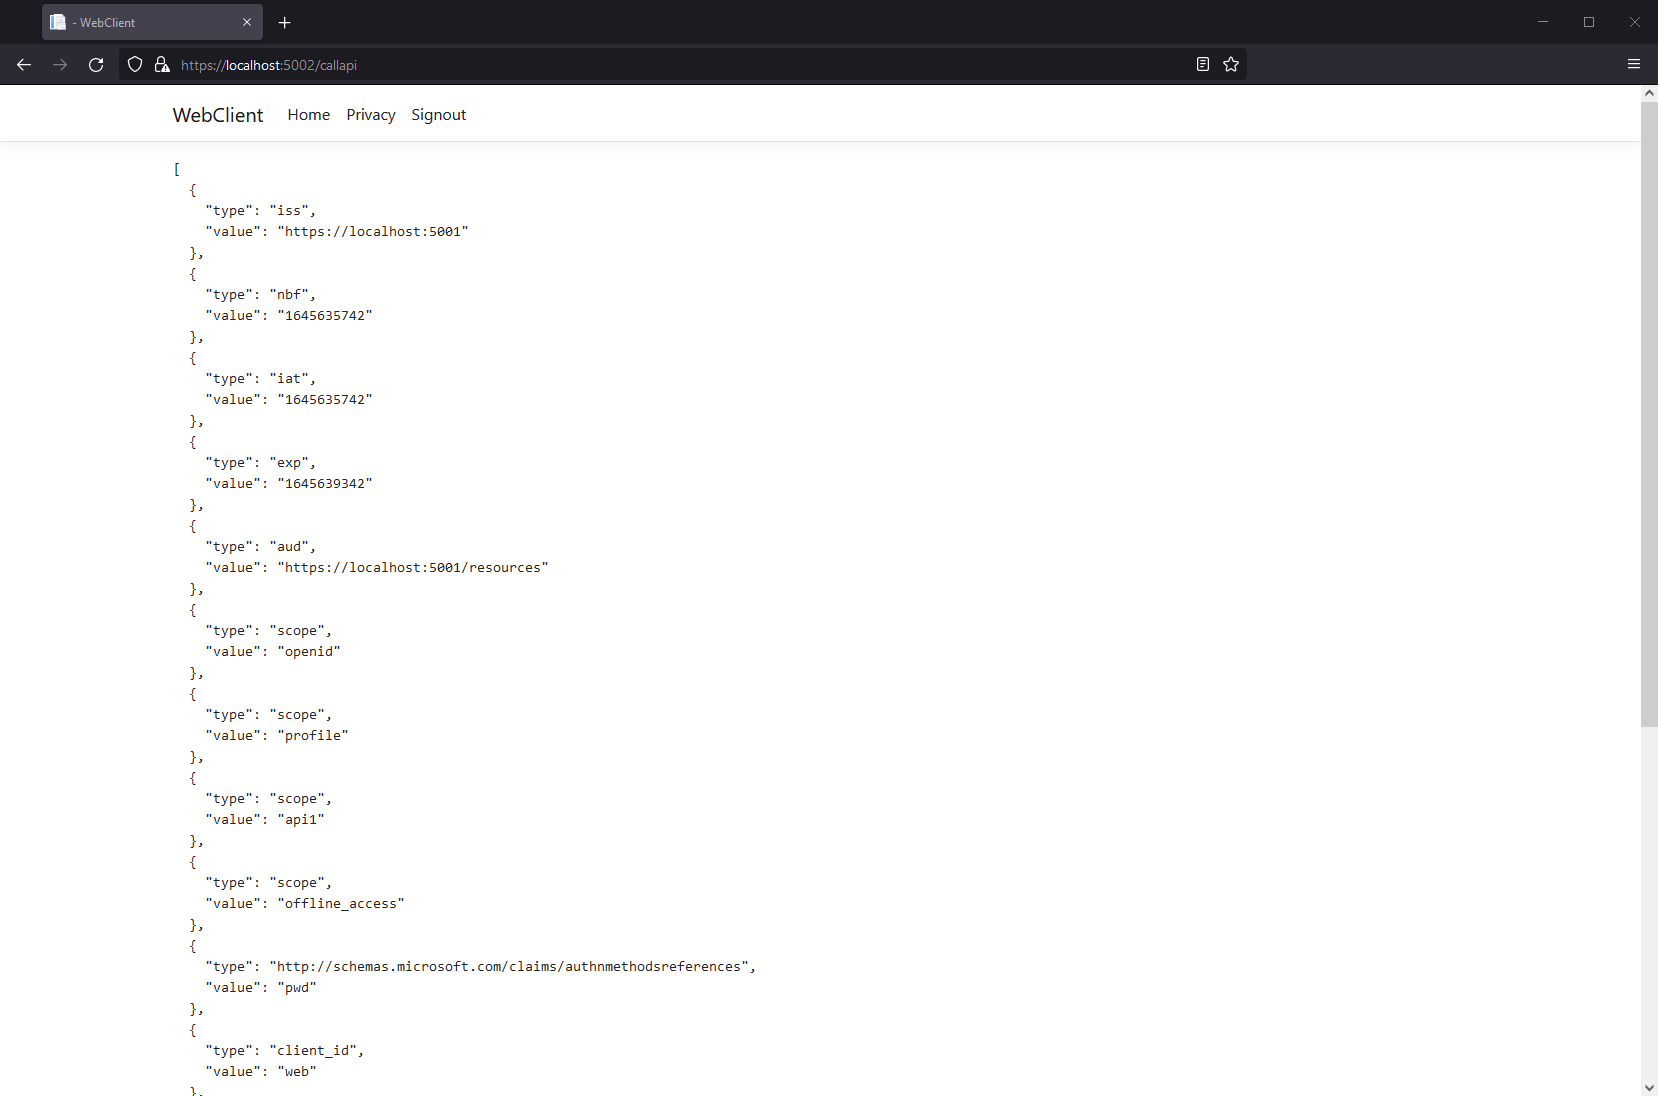 - WebClient
https://localhost:5002/callapi
WebClient Home Privacy Signout
[
  {
    "type": "iss",
    "value": "https://localhost:5001"
  },
  {
    "type": "nbf",
    "value": "1645635742"
  },
  {
    "type": "iat",
    "value": "1645635742"
  },
  {
    "type": "exp",
    "value": "1645639342"
  },
  {
    "type": "aud",
    "value": "https://localhost:5001/resources"
  },
  {
    "type": "scope",
    "value": "openid"
  },
  {
    "type": "scope",
    "value": "profile"
  },
  {
    "type": "scope",
    "value": "api1"
  },
  {
    "type": "scope",
    "value": "offline_access"
  },
  {
    "type": "http://schemas.microsoft.com/claims/authnmethodsreferences",
    "value": "pwd"
  },
  {
    "type": "client_id",
    "value": "web"
  },